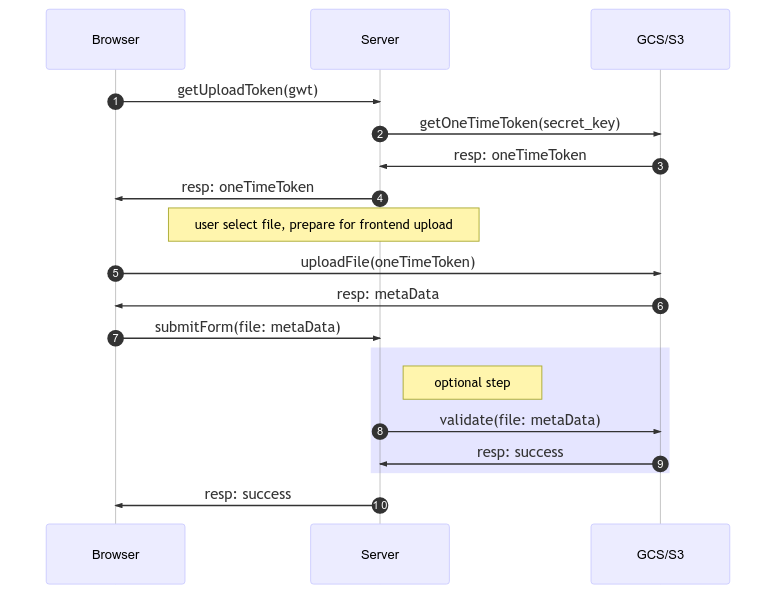 Browser
Server
GCS/S3
getUploadToken(gwt)
1
getOneTimeToken(secret_key)
2
resp: oneTimeToken
3
resp: oneTimeToken
4
user select file, prepare for frontend upload
uploadFile(oneTimeToken)
5
resp: metaData
6
submitForm(file: metaData)
7
optional step
validate(file: metaData)
8
resp: success
9
resp: success
10
Browser
Server
GCS/S3